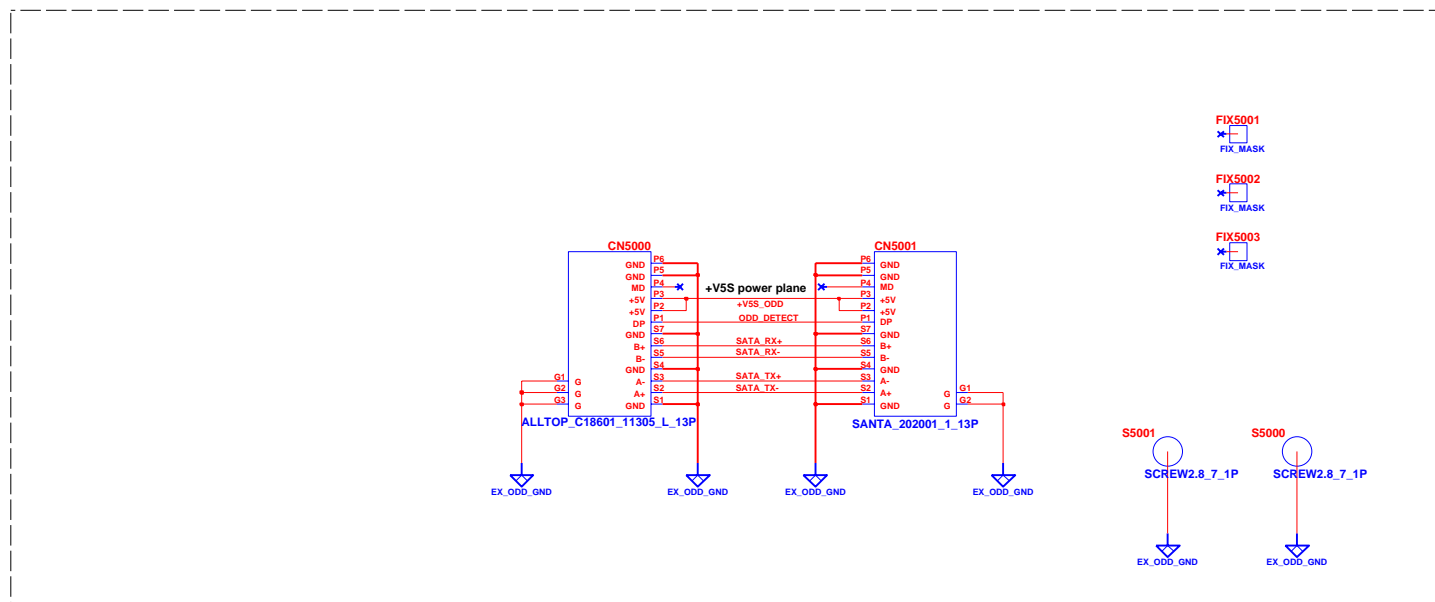 FIX5001
FIX_MASK
FIX5002
FIX_MASK
FIX5003
FIX_MASK
CN5000
CN5001
GND P6
GND P5
MD P4
+5V P3
+5V P2
DP P1
GND S7
B+ S6
B- S5
GND S4
A- S3
A+ S2
GND S1
G1 G
G2 G
G3 G
ALLTOP_C18601_11305_L_13P
+V5S power plane
+V5S_ODD
ODD_DETECT
SATA_RX+
SATA_RX-
SATA_TX+
SATA_TX-
P6 GND
P5 GND
P4 MD
P3 +5V
P2 +5V
P1 DP
S7 GND
S6 B+
S5 B-
S4 GND
S3 A-
S2 A+
S1 GND
G G1
G G2
SANTA_202001_1_13P
EX_ODD_GND
EX_ODD_GND
EX_ODD_GND
EX_ODD_GND
S5001
SCREW2.8_7_1P
EX_ODD_GND
S5000
SCREW2.8_7_1P
EX_ODD_GND